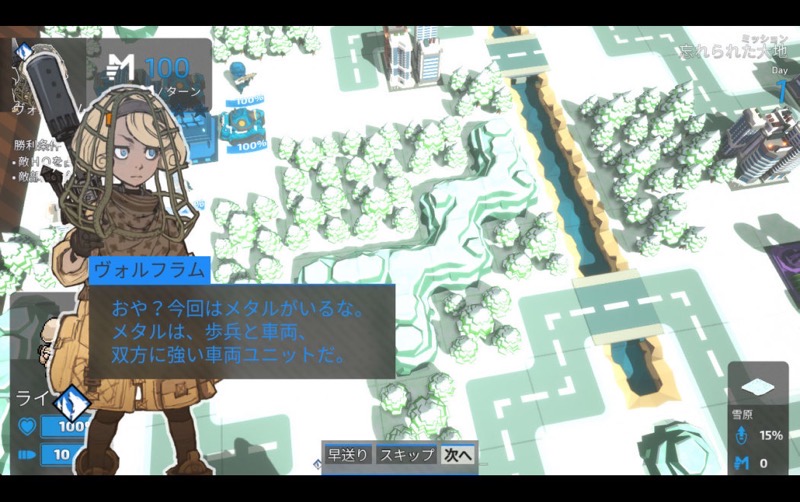 ミッション
忘れられた大地
Day
1
100
/ターン
100%
100%
勝利条件
ヴォルフラム
おや？今回はメタルがいるな。
メタルは、歩兵と車両、
双方に強い車両ユニットだ。
ライ
100%
10
雪原
15%
0
早送り スキップ 次へ